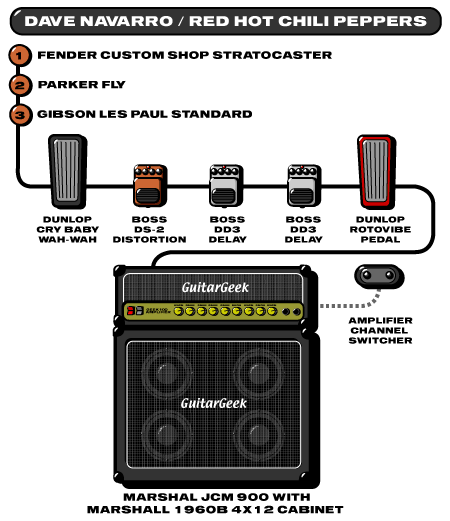 DAVE NAVARRO / RED HOT CHILI PEPPERS
1 FENDER CUSTOM SHOP STRATOCASTER
2 PARKER FLY
3 GIBSON LES PAUL STANDARD
DUNLOP
CRY BABY
WAH-WAH
BOSS
DS-2
DISTORTION
BOSS
DD3
DELAY
BOSS
DD3
DELAY
DUNLOP
ROTOVIBE
PEDAL
GuitarGeek
AMPLIFIER
CHANNEL
SWITCHER
GuitarGeek
MARSHAL JCM 900 WITH
MARSHALL 1960B 4X12 CABINET